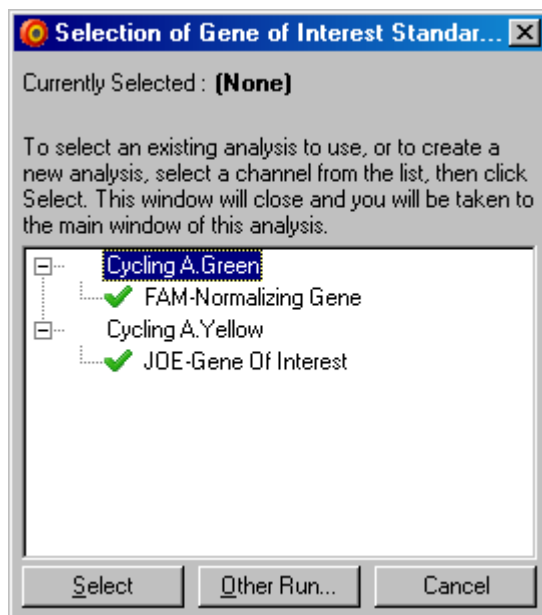 Selection of Gene of Interest Standar...
Currently Selected : (None)
To select an existing analysis to use, or to create a
new analysis, select a channel from the list, then click
Select. This window will close and you will be taken to
the main window of this analysis.
Cycling A.Green
FAM-Normalizing Gene
Cycling A.Yellow
JOE-Gene Of Interest
Select
Other Run...
Cancel